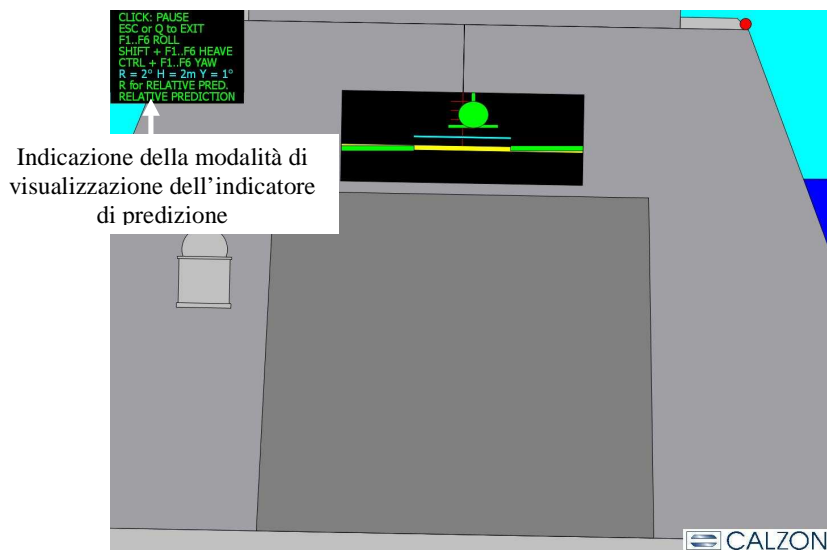 CLICK: PAUSE
ESC or Q to EXIT
F1..F6 ROLL
SHIFT + F1..F6 HEAVE
CTRL + F1..F6 YAW
R = 2° H = 2m Y = 1°
R for RELATIVE PRED.
RELATIVE PREDICTION
Indicazione della modalità di
visualizzazione dell'indicatore
di predizione
CALZON